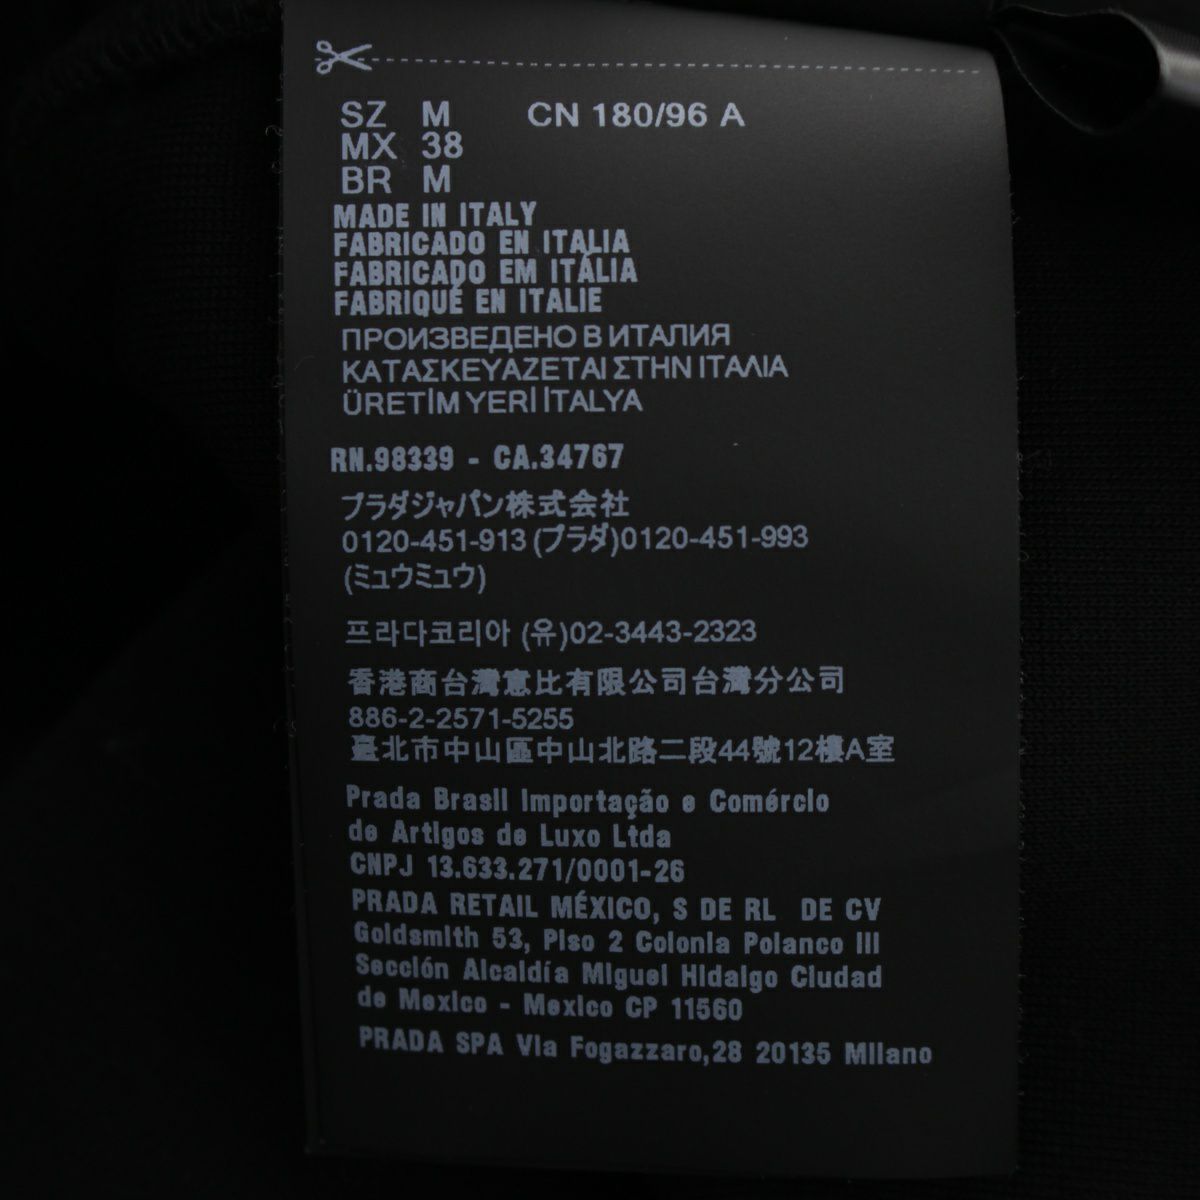 SZ M CN 180/96 A
MX 38
BR M
MADE IN ITALY
FABRICADO EN ITALIA
FABRICADO EM ITÁLIA
FABRIQUÉ EN ITALIE
ПРОИЗВЕДЕНО В ИТАЛИЯ
ΚΑΤΑΣΚΕΥΑΖΕΤΑΙ ΣΤΗΝ ΙΤΑΛΙΑ
ÜRETİM YERİ İTALYA
RN.98339 - CA.34767
プラダジャパン株式会社
0120-451-913 (プラダ)0120-451-993
(ミュウミュウ)
프라다코리아 (유)02-3443-2323
香港商台灣惠比有限公司台灣分公司
886-2-2571-5255
臺北市中山區中山北路二段44號12樓A室
Prada Brasil Importação e Comércio
de Artigos de Luxo Ltda
CNPJ 13.633.271/0001-26
PRADA RETAIL MÉXICO, S DE RL DE CV
Goldsmith 53, Piso 2 Colonia Polanco III
Sección Alcaldía Miguel Hidalgo Ciudad
de Mexico - Mexico CP 11560
PRADA SPA Via Fogazzaro,28 20135 Milano